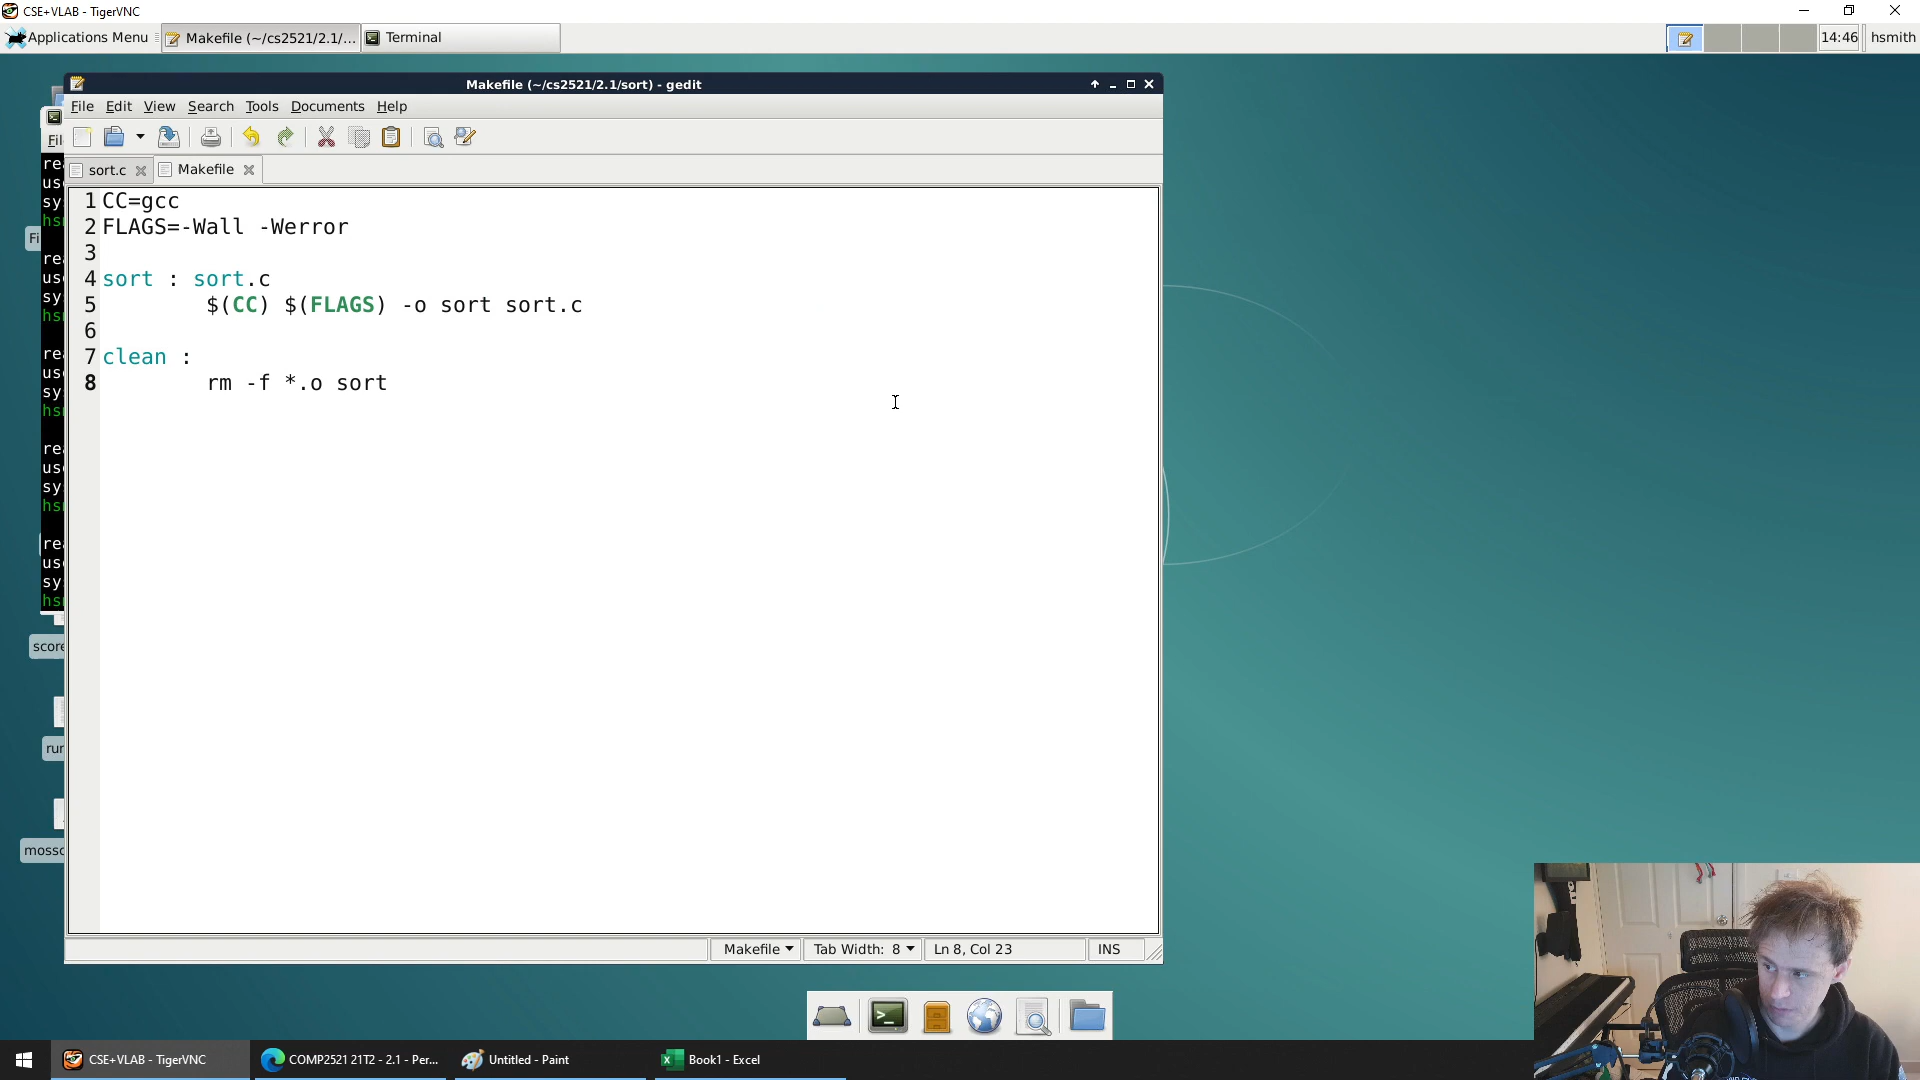 CSE+VLAB - TigerVNC
Applications Menu
Makefile (~/cs2521/2.1/...
Terminal
14:46
hsmith
Makefile (~/cs2521/2.1/sort) - gedit
File Edit View Search Tools Documents Help
sort.c
Makefile
1 CC=gcc
2 FLAGS=-Wall -Werror
3
4 sort : sort.c
5 $(CC) $(FLAGS) -o sort sort.c
6
7 clean :
8 rm -f *.o sort
Makefile
Tab Width: 8
Ln 8, Col 23
INS
CSE+VLAB - TigerVNC
COMP2521 21T2 - 2.1 - Per...
Untitled - Paint
Book1 - Excel